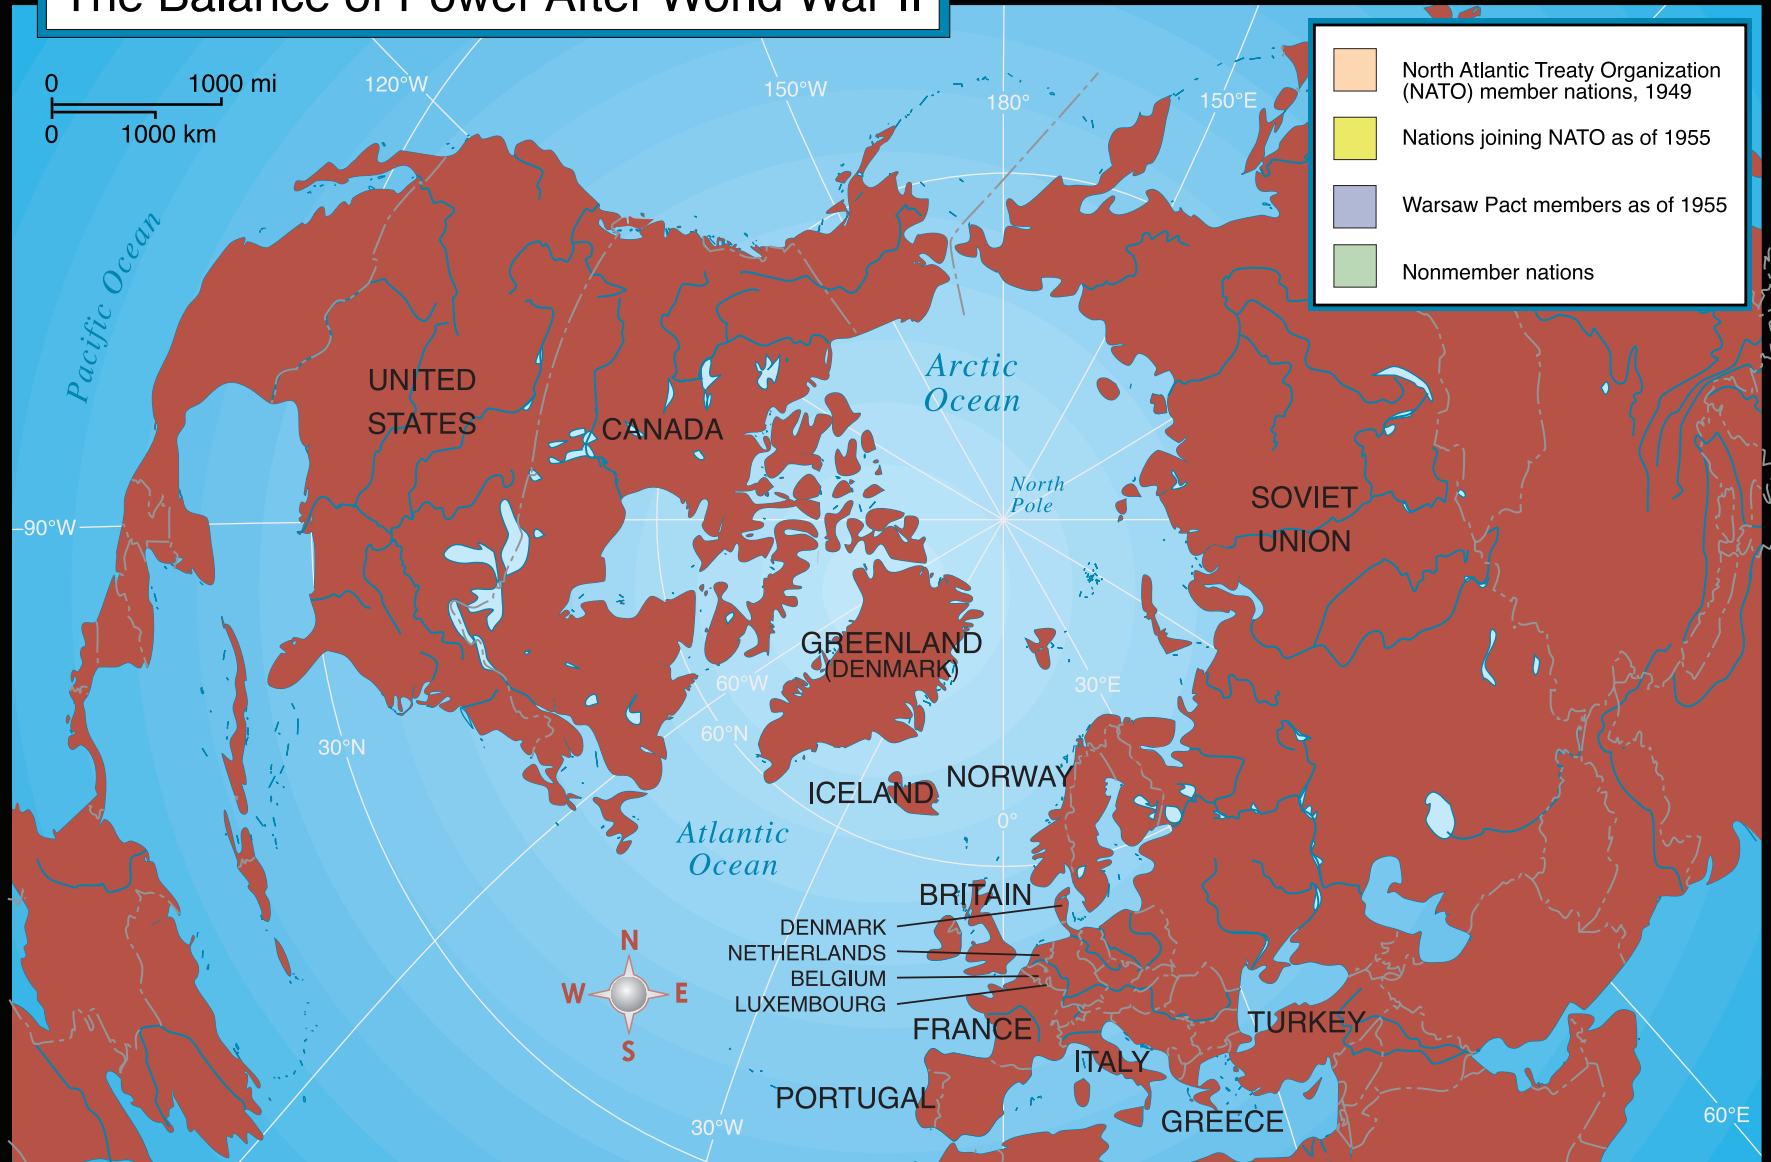 The Balance of Power After World War II
0 1000 mi
0 1000 km
120°W
150°W
180°
150°E
North Atlantic Treaty Organization
(NATO) member nations, 1949
Nations joining NATO as of 1955
Warsaw Pact members as of 1955
Nonmember nations
Pacific Ocean
UNITED
STATES
CANADA
Arctic
Ocean
North
Pole
SOVIET
UNION
90°W
GREENLAND
(DENMARK)
60°W
30°E
60°N
30°N
ICELAND
NORWAY
0°
Atlantic
Ocean
BRITAIN
DENMARK
NETHERLANDS
BELGIUM
LUXEMBOURG
N
W E
S
FRANCE
TURKEY
ITALY
PORTUGAL
GREECE
30°W
60°E